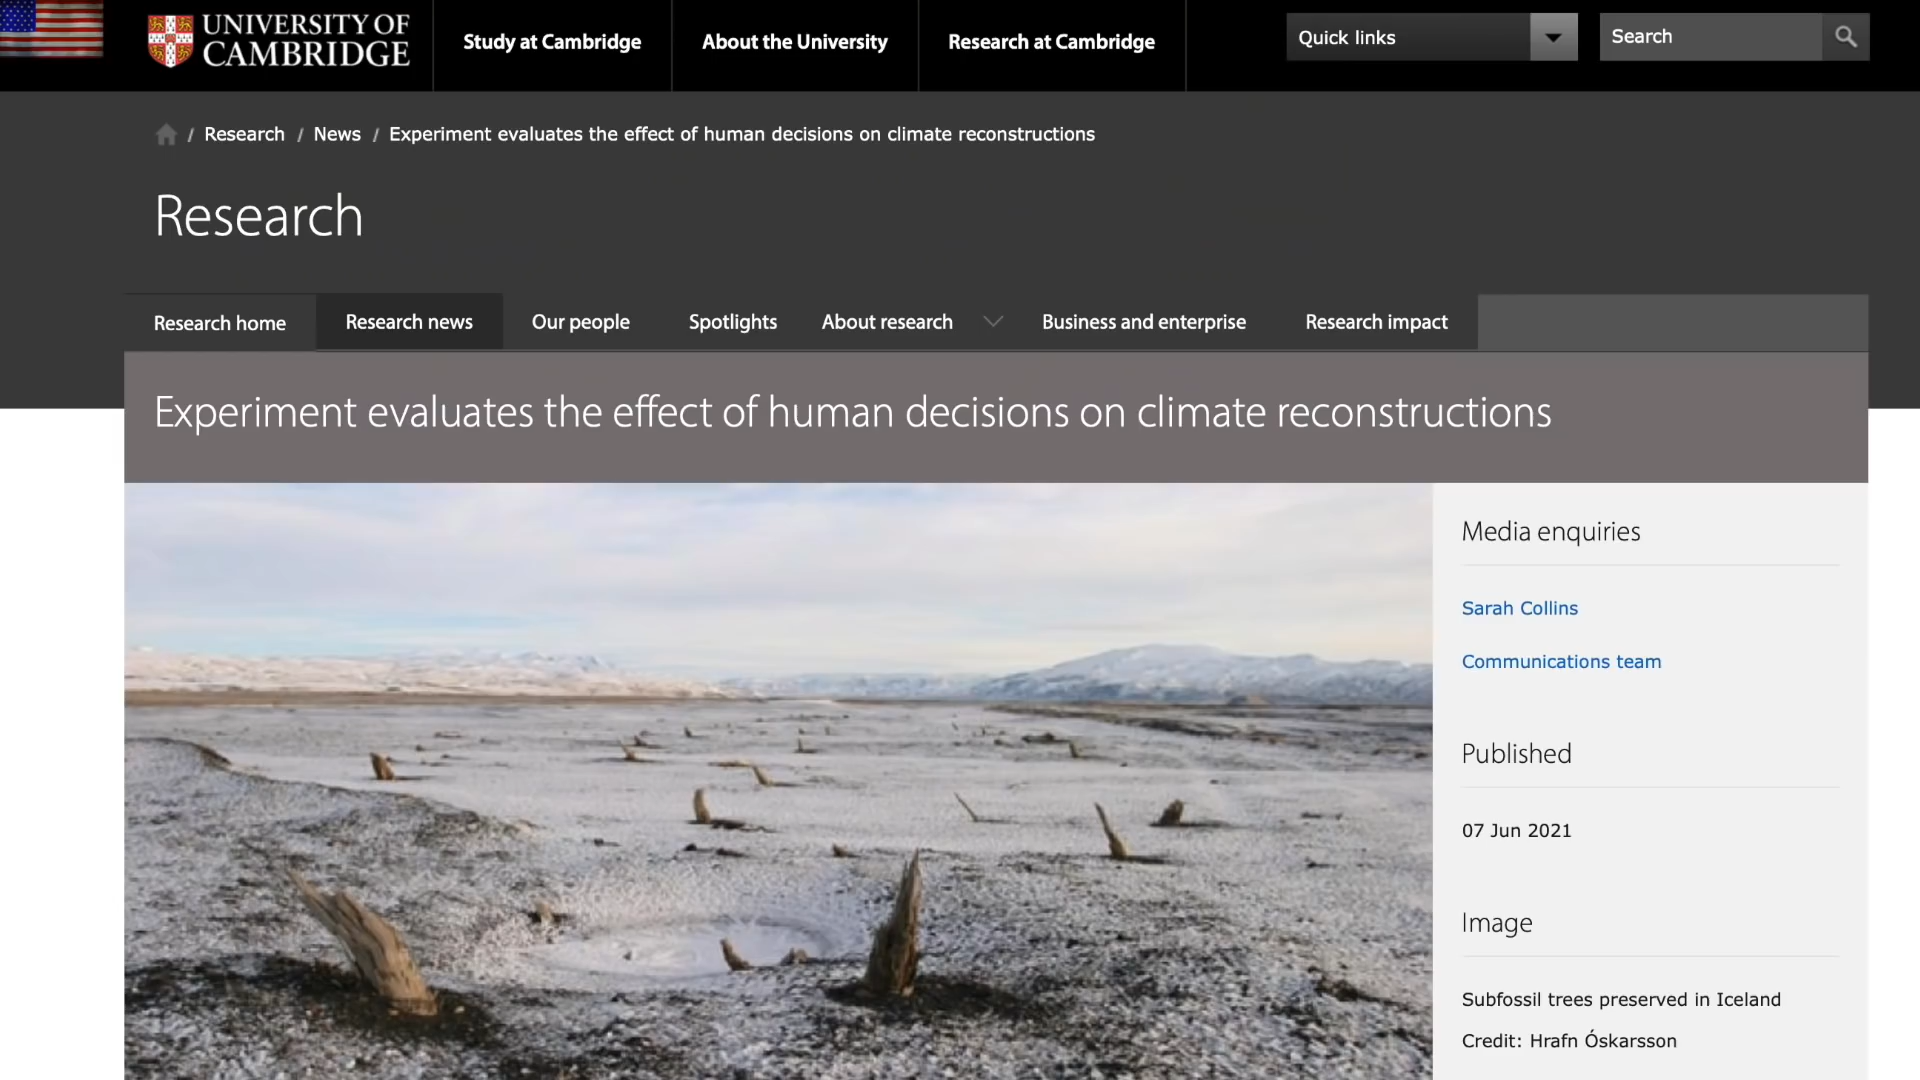 UNIVERSITY OF
CAMBRIDGE
Study at Cambridge
About the University
Research at Cambridge
Quick links
Search
/ Research / News / Experiment evaluates the effect of human decisions on climate reconstructions
Research
Research home
Research news
Our people
Spotlights
About research
Business and enterprise
Research impact
Experiment evaluates the effect of human decisions on climate reconstructions
Media enquiries
Sarah Collins
Communications team
Published
07 Jun 2021
Image
Subfossil trees preserved in Iceland
Credit: Hrafn Óskarsson